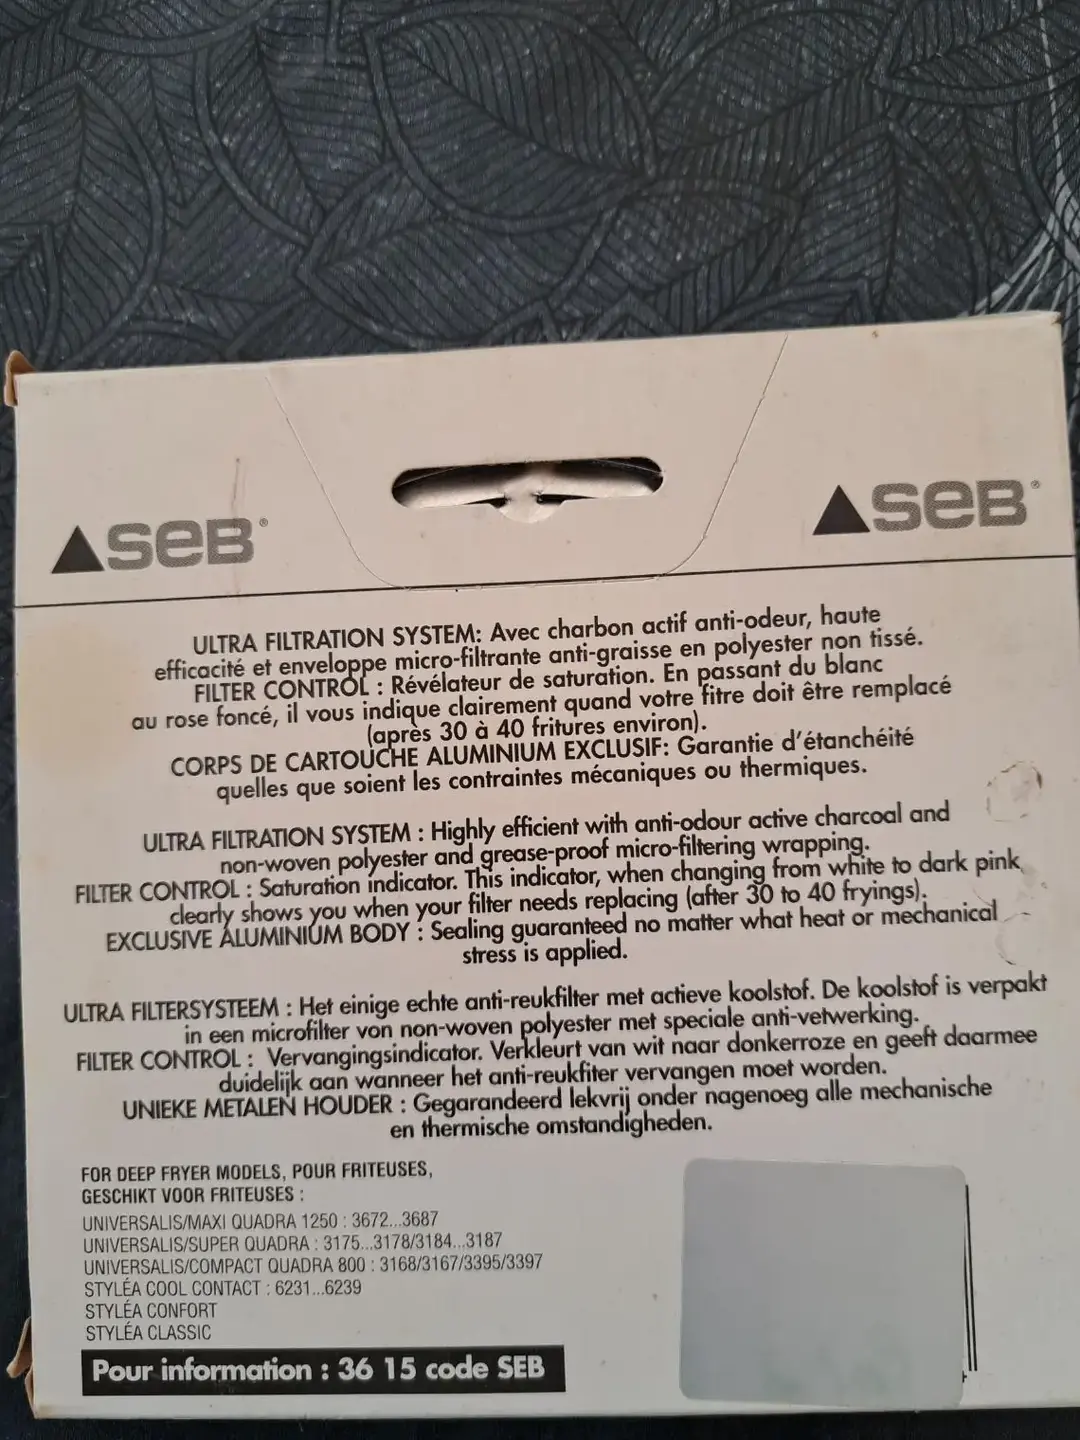 SEB®
SEB®
ULTRA FILTRATION SYSTEM: Avec charbon actif anti-odeur, haute
efficacité et enveloppe micro-filtrante anti-graisse en polyester non tissé.
FILTER CONTROL : Révélateur de saturation. En passant du blanc
au rose foncé, il vous indique clairement quand votre fitre doit être remplacé
(après 30 à 40 fritures environ).
CORPS DE CARTOUCHE ALUMINIUM EXCLUSIF: Garantie d'étanchéité
quelles que soient les contraintes mécaniques ou thermiques.
ULTRA FILTRATION SYSTEM : Highly efficient with anti-odour active charcoal and
non-woven polyester and grease-proof micro-filtering wrapping.
FILTER CONTROL : Saturation indicator. This indicator, when changing from white to dark pink,
clearly shows you when your filter needs replacing (after 30 to 40 fryings).
EXCLUSIVE ALUMINIUM BODY : Sealing guaranteed no matter what heat or mechanical
stress is applied.
ULTRA FILTERSYSTEEM : Het einige echte anti-reukfilter met actieve koolstof. De koolstof is verpakt
in een microfilter von non-woven polyester met speciale anti-vetwerking.
FILTER CONTROL : Vervangingsindicator. Verkleurt van wit naar donkerroze en geeft daarmee
duidelijk aan wanneer het anti-reukfiter vervangen moet worden.
UNIEKE METALEN HOUDER : Gegarandeerd lekvrij onder nagenoeg alle mechanische
en thermische omstandigheden.
FOR DEEP FRYER MODELS, POUR FRITEUSES,
GESCHIKT VOOR FRITEUSES :
UNIVERSALIS/MAXI QUADRA 1250 : 3672...3687
UNIVERSALIS/SUPER QUADRA : 3175...3178/3184...3187
UNIVERSALIS/COMPACT QUADRA 800 : 3168/3167/3395/3397
STYLÉA COOL CONTACT : 6231...6239
STYLÉA CONFORT
STYLÉA CLASSIC
Pour information : 36 15 code SEB